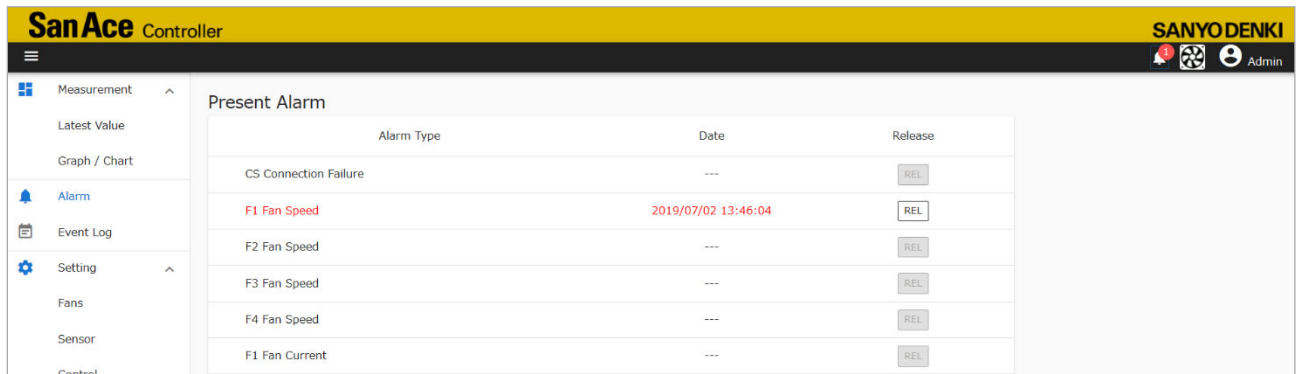 San Ace Controller
SANYO DENKI
1
Admin
Measurement
Latest Value
Graph / Chart
Alarm
Event Log
Setting
Fans
Sensor
Control
Present Alarm
Alarm Type Date Release
CS Connection Failure --- REL
F1 Fan Speed 2019/07/02 13:46:04 REL
F2 Fan Speed --- REL
F3 Fan Speed --- REL
F4 Fan Speed --- REL
F1 Fan Current --- REL